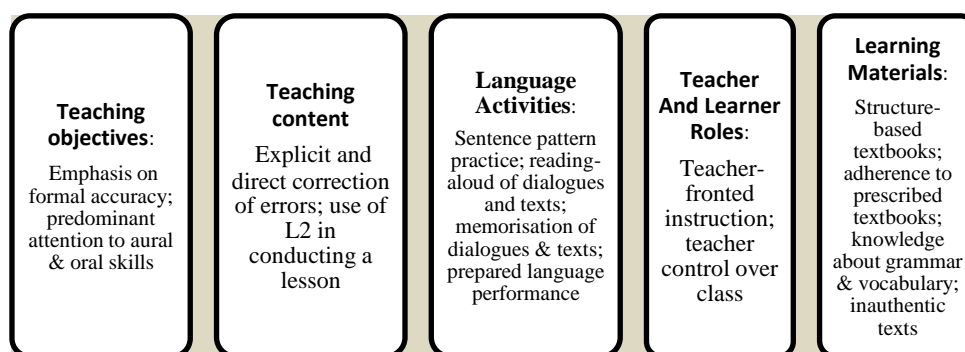 Teaching
objectives:
Emphasis on
formal accuracy;
predominant
attention to aural
& oral skills
Teaching
content
Explicit and
direct correction
of errors; use of
L2 in
conducting a
lesson
Language
Activities:
Sentence pattern
practice; reading-
aloud of dialogues
and texts;
memorisation of
dialogues & texts;
prepared language
performance
Teacher
And Learner
Roles:
Teacher-
fronted
instruction;
teacher
control over
class
Learning
Materials:
Structure-
based
textbooks;
adherence to
prescribed
textbooks;
knowledge
about grammar
& vocabulary;
inauthentic
texts